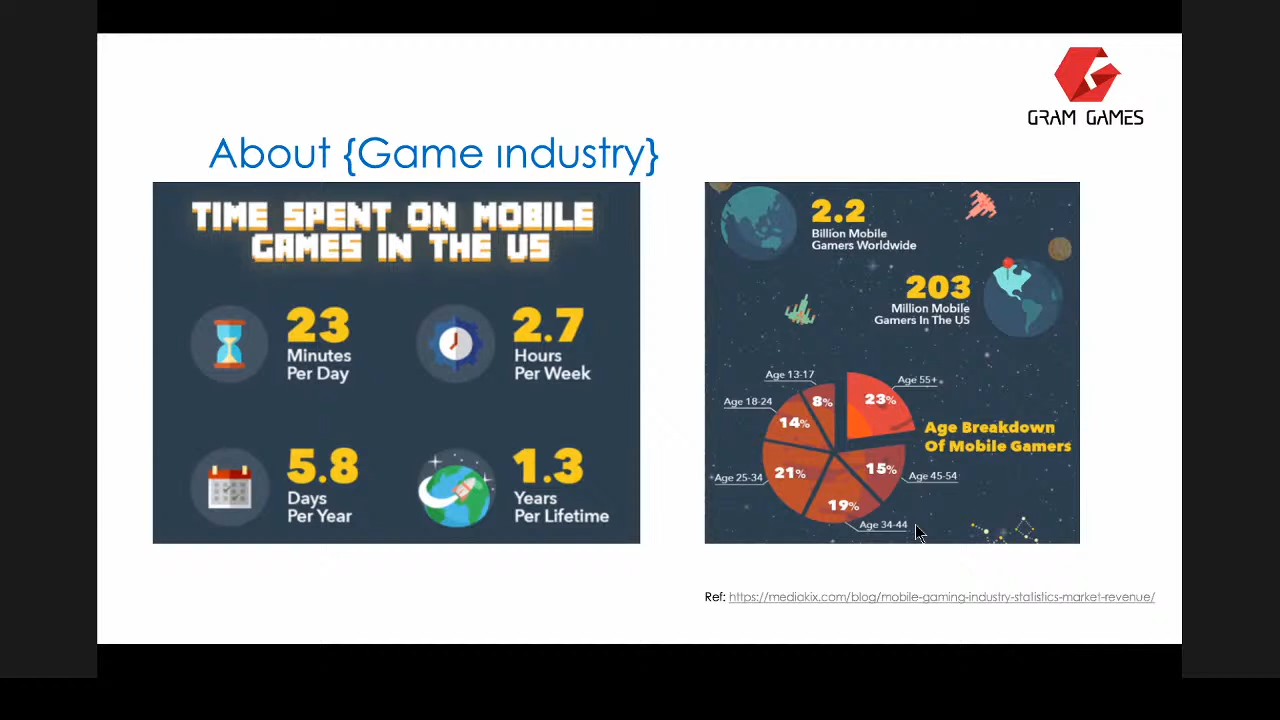 GRAM GAMES
About {Game ındustry}
TIME SPENT ON MOBILE
GAMES IN THE US
23
Minutes
Per Day
2.7
Hours
Per Week
5.8
Days
Per Year
1.3
Years
Per Lifetime
2.2
Billion Mobile
Gamers Worldwide
203
Million Mobile
Gamers In The US
Age 13-17
8%
Age 55+
23%
Age 18-24
14%
Age Breakdown
Of Mobile Gamers
Age 25-34
21%
15%
Age 45-54
19%
Age 34-44
Ref: https://mediakix.com/blog/mobile-gaming-industry-statistics-market-revenue/